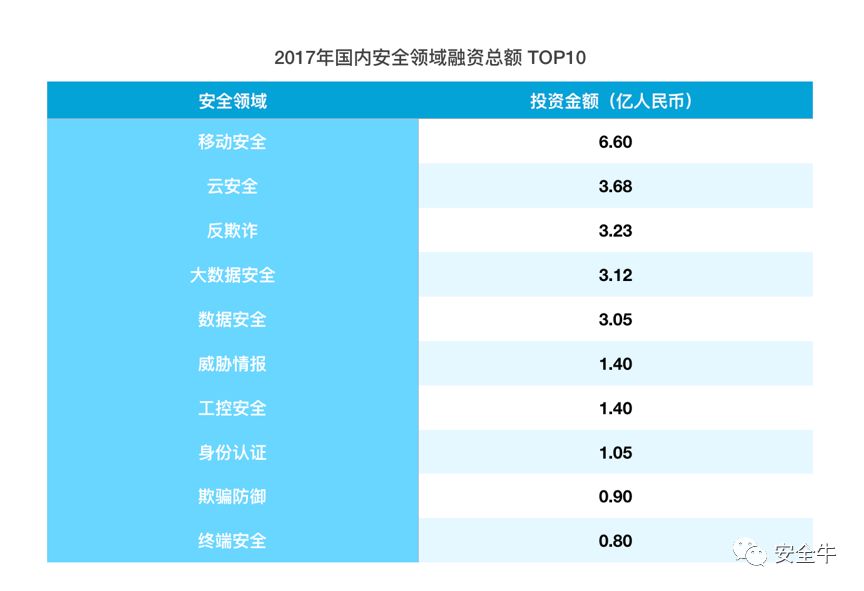 2017年国内安全领域融资总额 TOP10
安全领域 投资金额（亿人民币）
移动安全 6.60
云安全 3.68
反欺诈 3.23
大数据安全 3.12
数据安全 3.05
威胁情报 1.40
工控安全 1.40
身份认证 1.05
欺骗防御 0.90
终端安全 0.80
安全牛